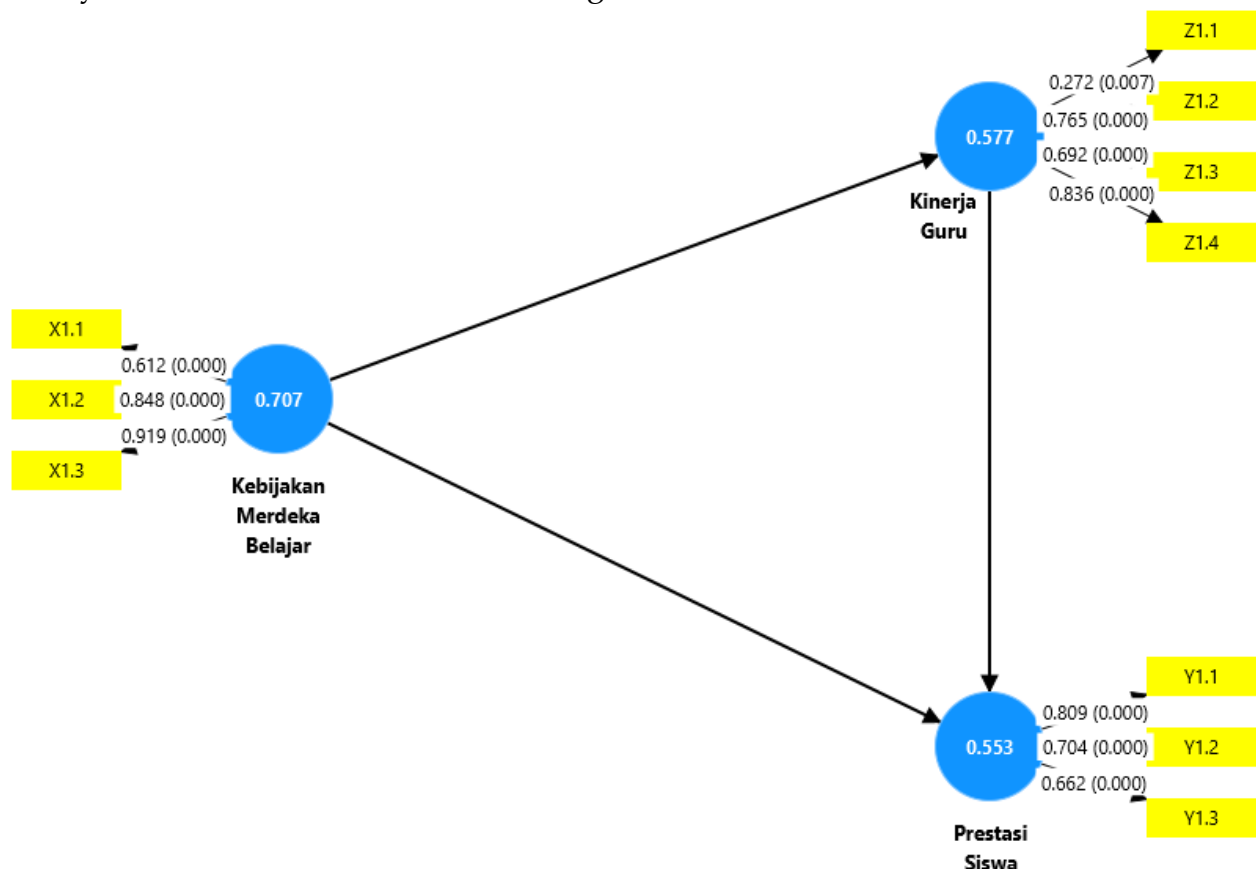 Z1.1
0.272 (0.007)
Z1.2
0.765 (0.000)
0.577
0.692 (0.000)
Z1.3
0.836 (0.000)
Kinerja
Guru
Z1.4
X1.1
0.612 (0.000)
X1.2
0.848 (0.000)
0.707
0.919 (0.000)
X1.3
Kebijakan
Merdeka
Belajar
Y1.1
0.809 (0.000)
0.553
0.704 (0.000)
Y1.2
0.662 (0.000)
Y1.3
Prestasi
Siswa